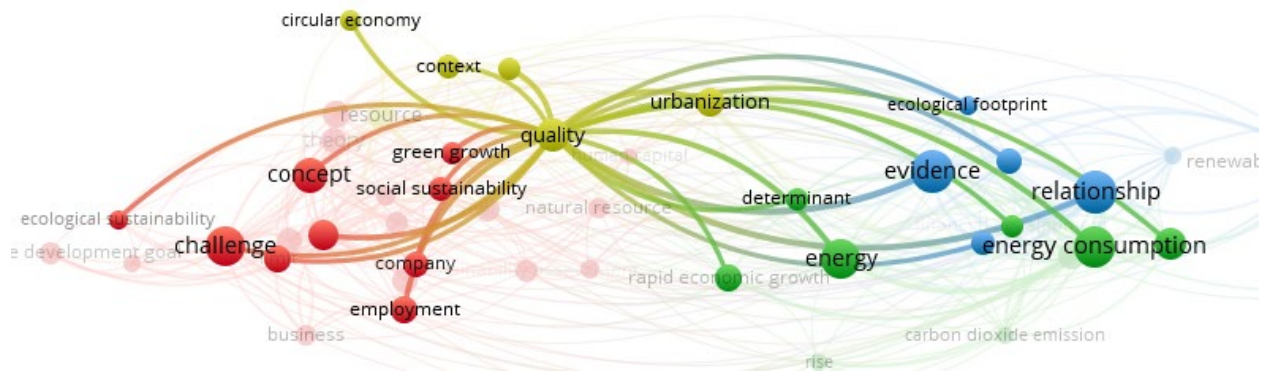 circular economy
context
urbanization
ecological footprint
resource
theory
quality
green growth
human capital
renewab
concept
social sustainability
evidence
relationship
determinant
natural resource
ecological sustainability
challenge
e development goal
company
energy
energy consumption
rapid economic growth
employment
business
carbon dioxide emission
rise